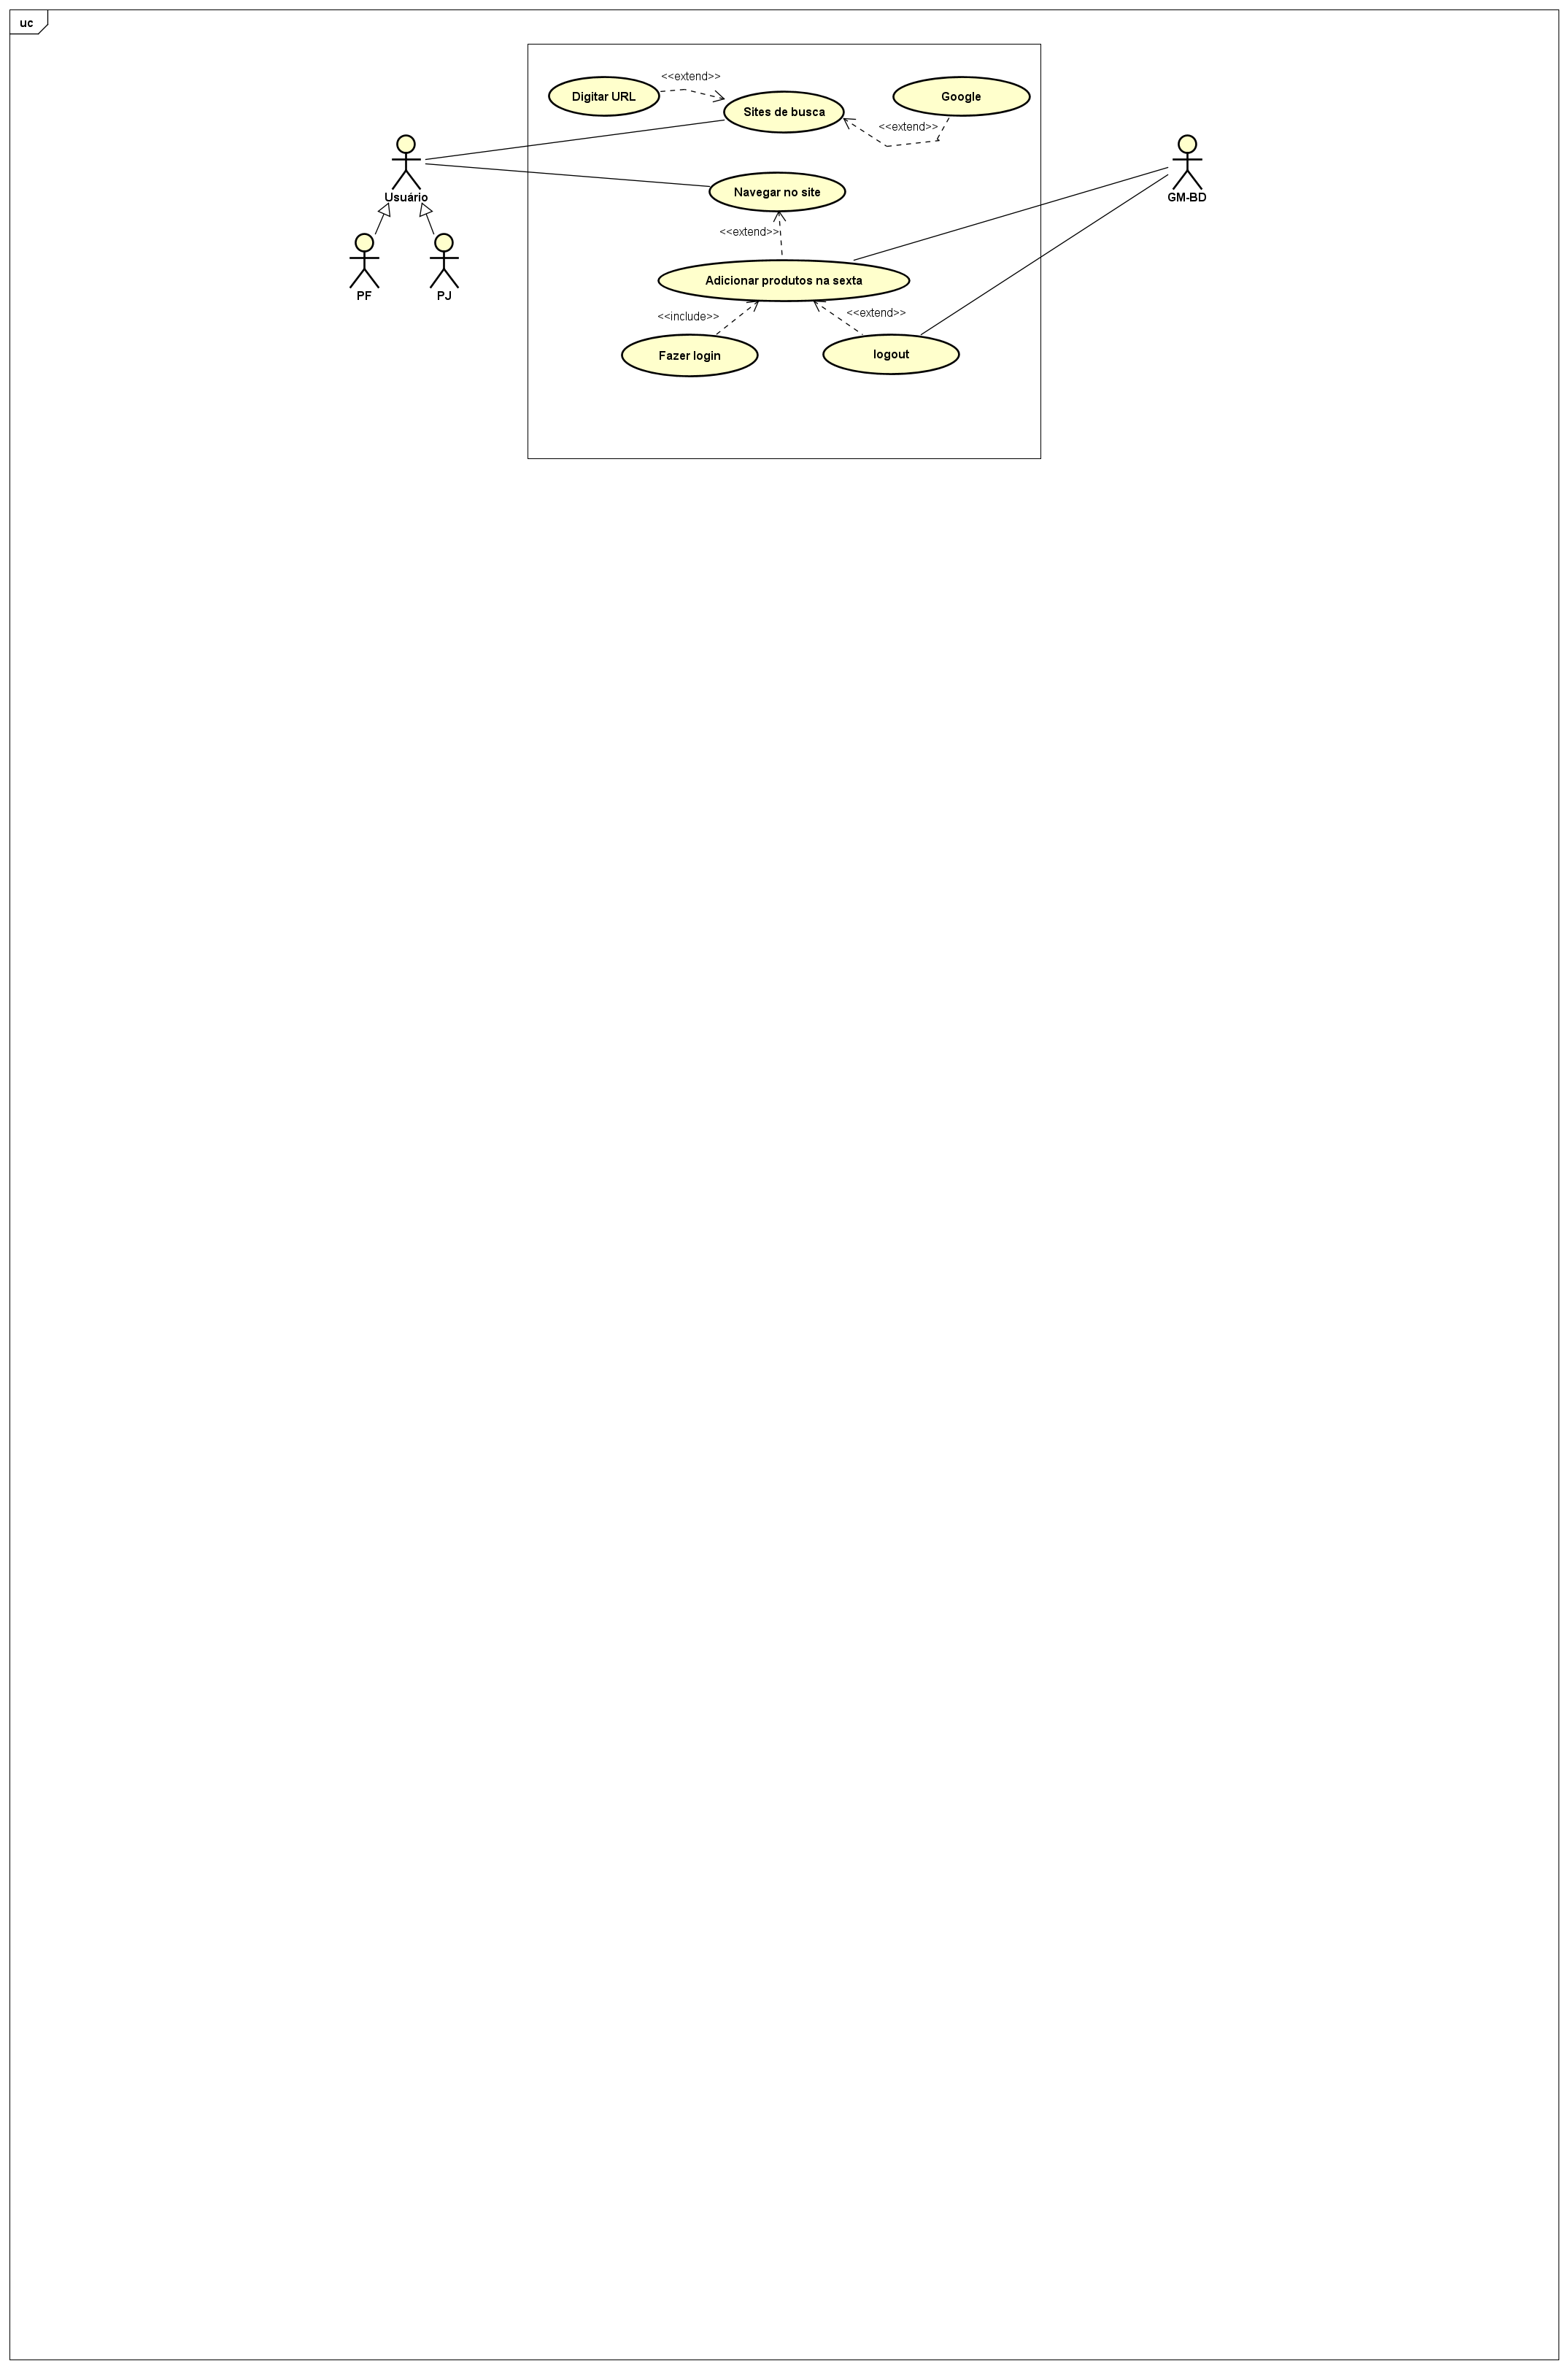 uc
<<extend>>
Digitar URL
Sites de busca
Google
<<extend>>
Usuário
Navegar no site
GM-BD
<<extend>>
Adicionar produtos na sexta
PF
PJ
<<include>>
<<extend>>
Fazer login
logout